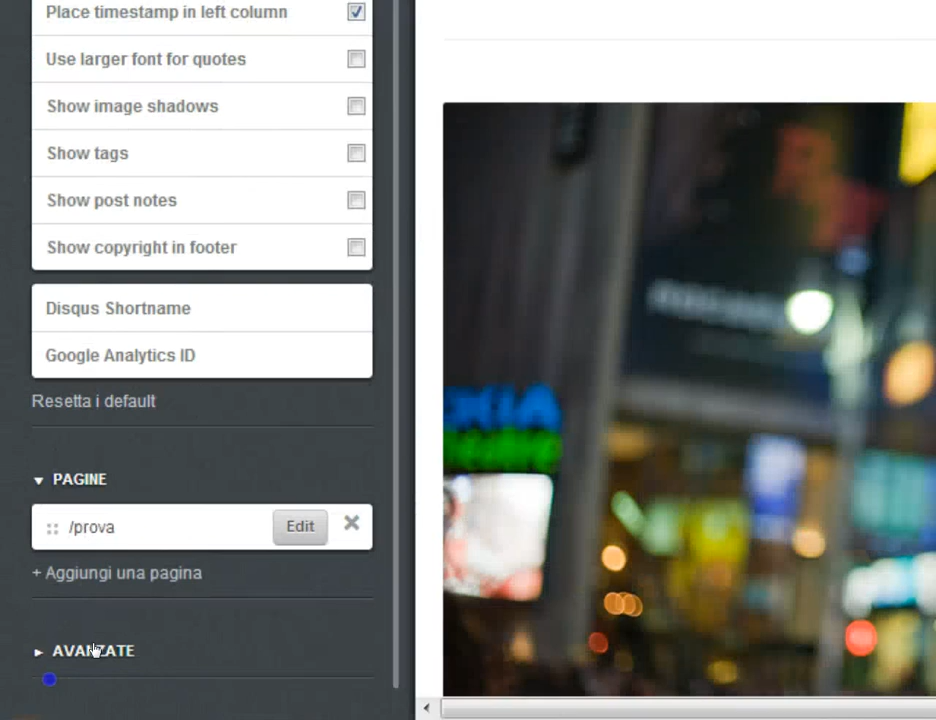 Place timestamp in left column
Use larger font for quotes
Show image shadows
Show tags
Show post notes
Show copyright in footer
Disqus Shortname
Google Analytics ID
Resetta i default
PAGINE
/prova
Edit
+ Aggiungi una pagina
AVANZATE